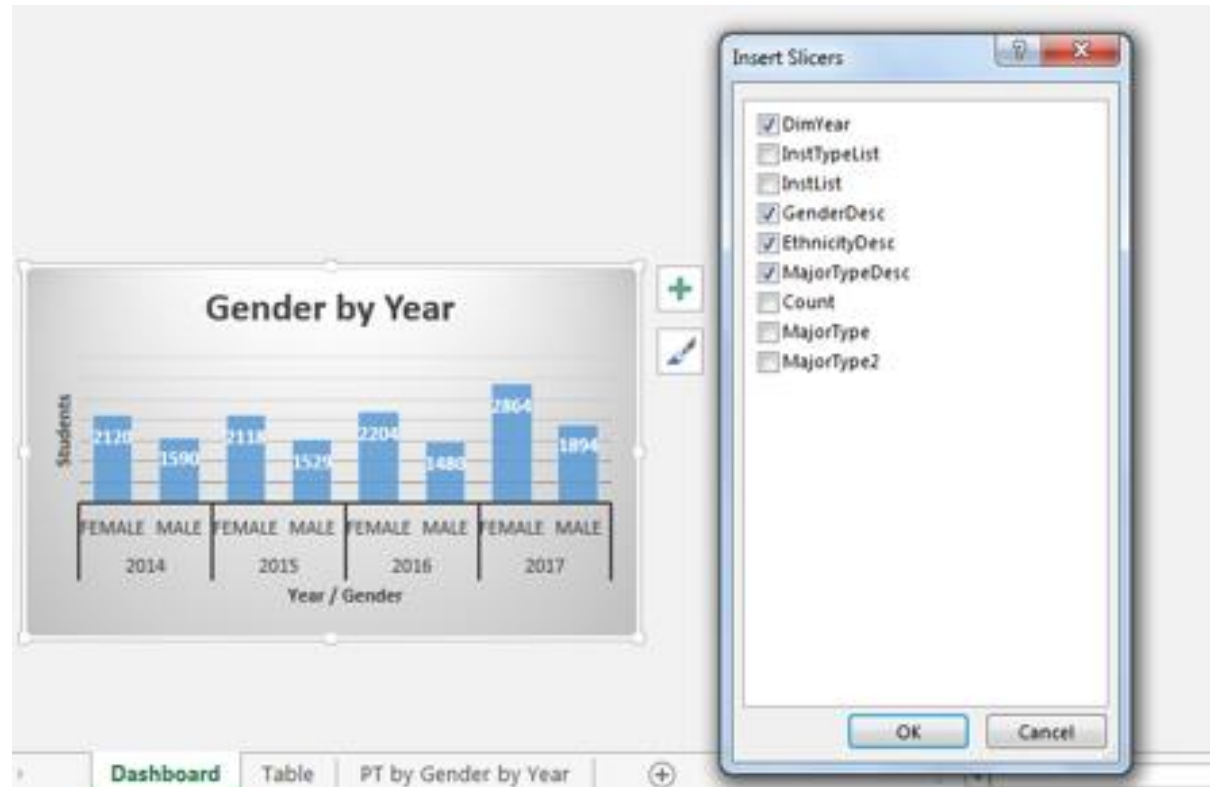 Insert Slicers
?
DimYear
InstTypeList
InstList
GenderDesc
EthnicityDesc
MajorTypeDesc
Count
MajorType
MajorType2
OK Cancel
Gender by Year
Students
2120 1590 2118 1529 2204 1480 2864 1894
FEMALE MALE FEMALE MALE FEMALE MALE FEMALE MALE
2014 2015 2016 2017
Year / Gender
Dashboard Table PT by Gender by Year